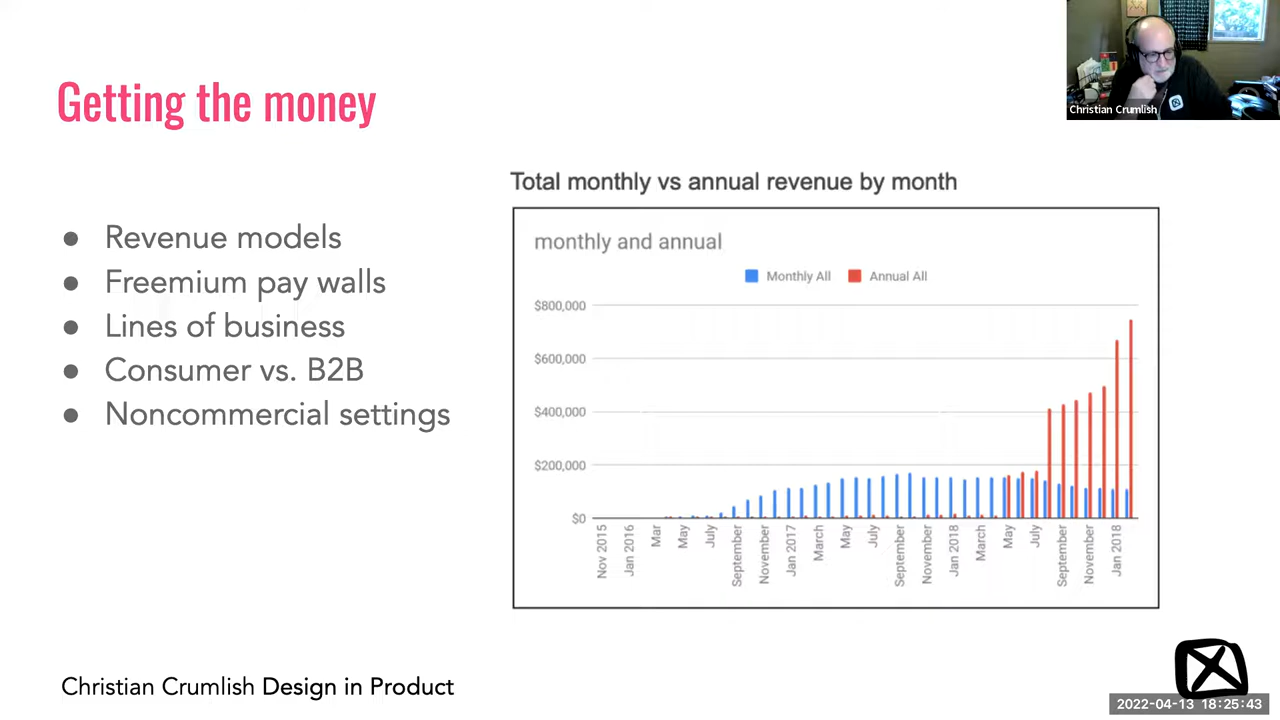 Getting the money
Christian Crumlish
Total monthly vs annual revenue by month
● Revenue models
● Freemium pay walls
● Lines of business
● Consumer vs. B2B
● Noncommercial settings
monthly and annual
Monthly All Annual All
$800,000
$600,000
$400,000
$200,000
$0
Nov 2015
Jan 2016
Mar
May
July
September
November
Jan 2017
March
May
July
September
November
Jan 2018
March
May
July
September
November
Jan 2018
Christian Crumlish Design in Product
2022-04-13 18:25:43